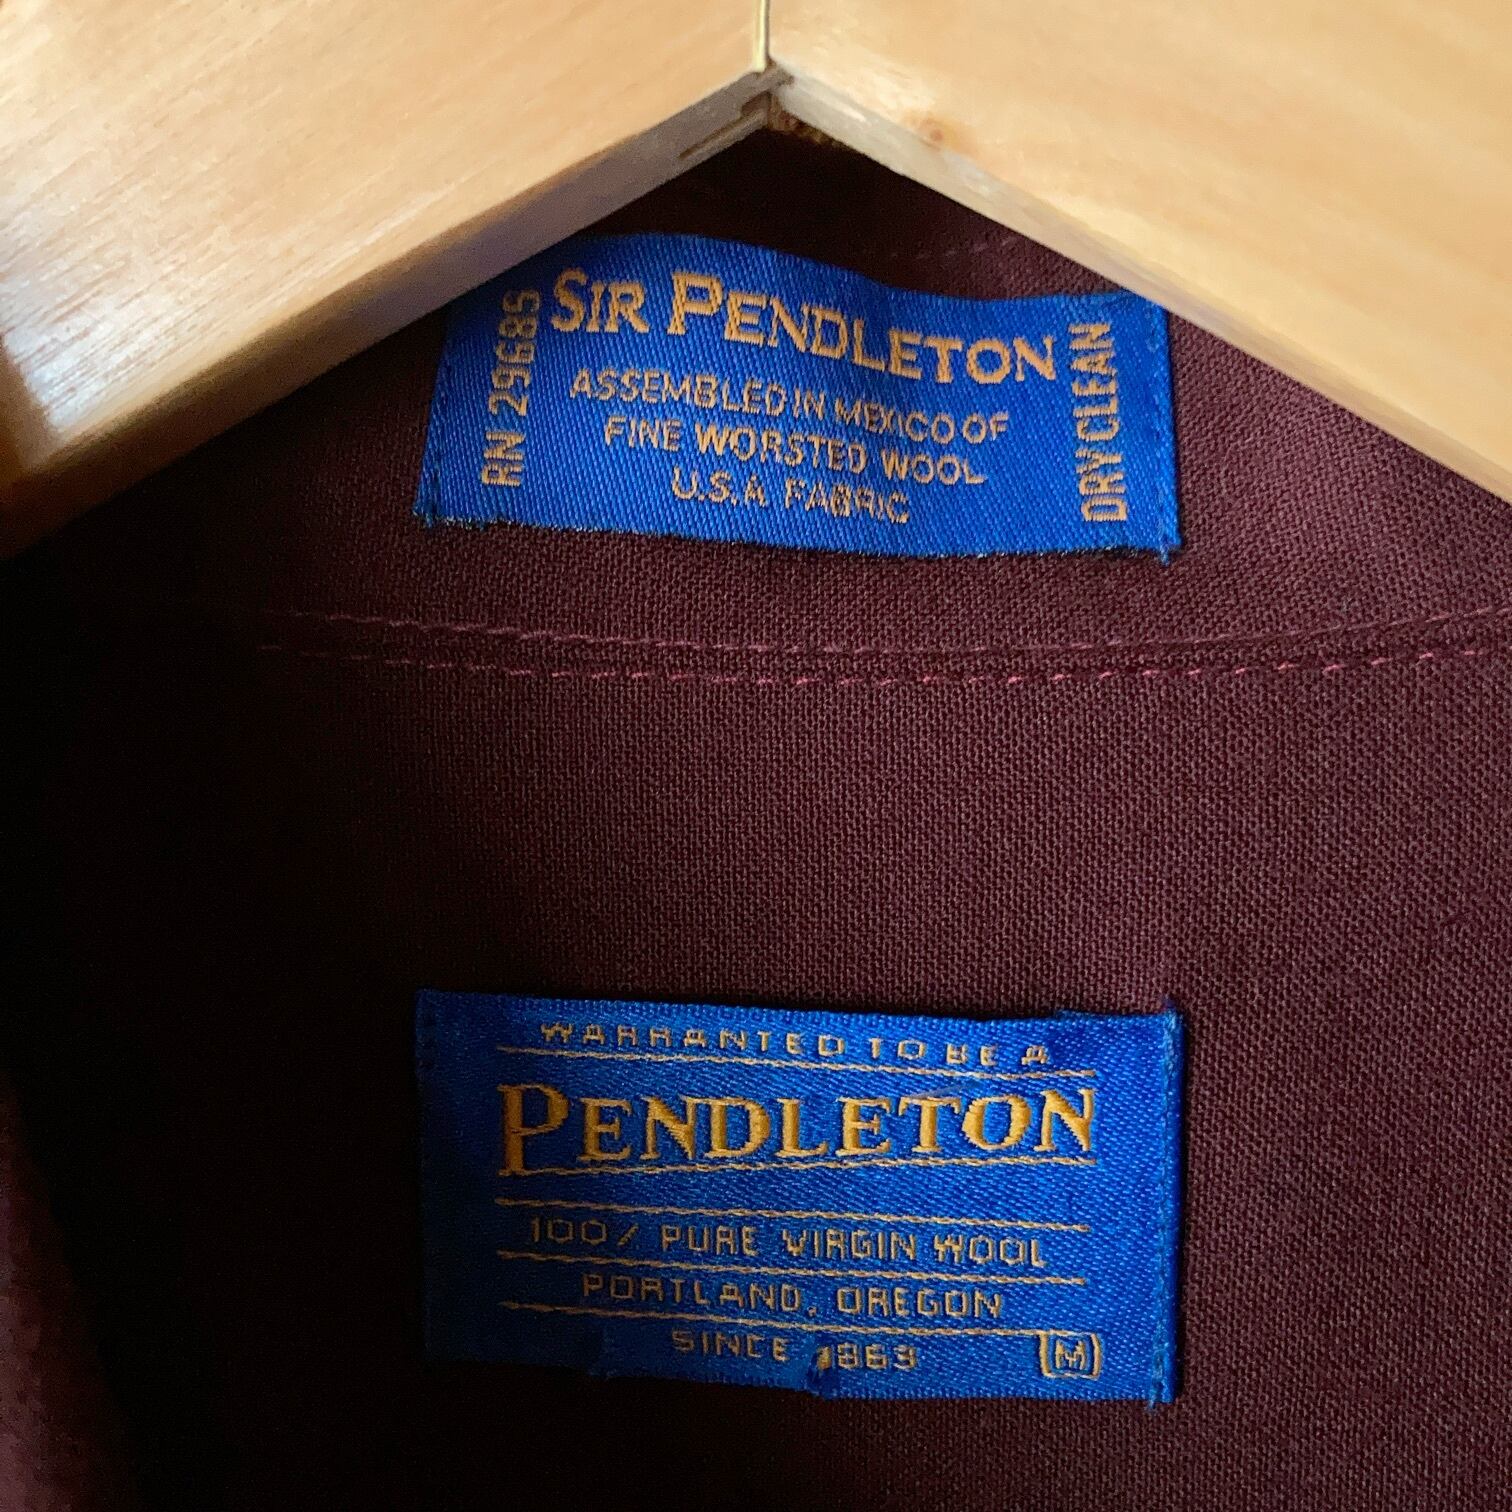 SIR PENDLETON
RN 29685
ASSEMBLED IN MEXICO OF
FINE WORSTED WOOL
U.S.A FABRIC
DRYCLEAN
WARRANTED TO BE A
PENDLETON
100% PURE VIRGIN WOOL
PORTLAND, OREGON
SINCE 1863
M